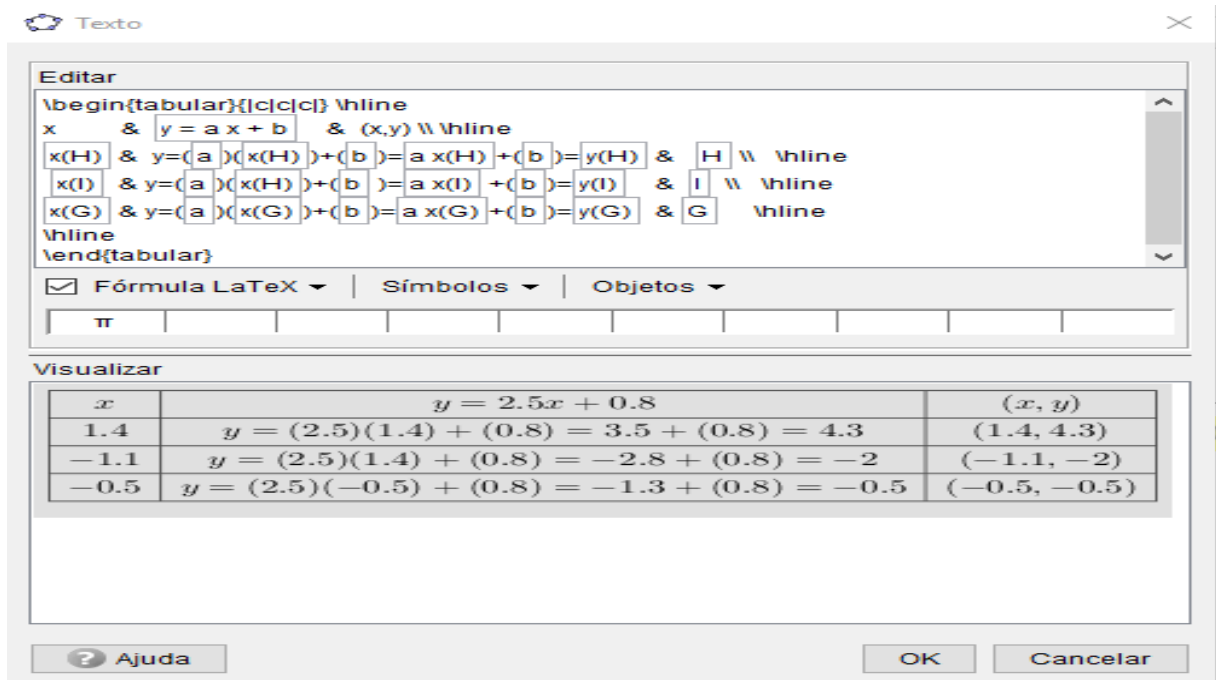 Texto
Editar
\begin{tabular}{|c|c|c|} \hline
x & y = a x + b & (x,y) \\ \hline
x(H) & y=(a)(x(H))+(b)=a x(H)+(b)=y(H) & H \\ \hline
x(I) & y=(a)(x(H))+(b)=a x(I) +(b)=y(I) & I \\ \hline
x(G) & y=(a)(x(G))+(b)=a x(G)+(b)=y(G) & G \hline
\hline
\end{tabular}
Fórmula LaTeX Símbolos Objetos
π
Visualizar
x y = 2.5x + 0.8 (x, y)
1.4 y = (2.5)(1.4) + (0.8) = 3.5 + (0.8) = 4.3 (1.4, 4.3)
−1.1 y = (2.5)(1.4) + (0.8) = −2.8 + (0.8) = −2 (−1.1, −2)
−0.5 y = (2.5)(−0.5) + (0.8) = −1.3 + (0.8) = −0.5 (−0.5, −0.5)
? Ajuda OK Cancelar